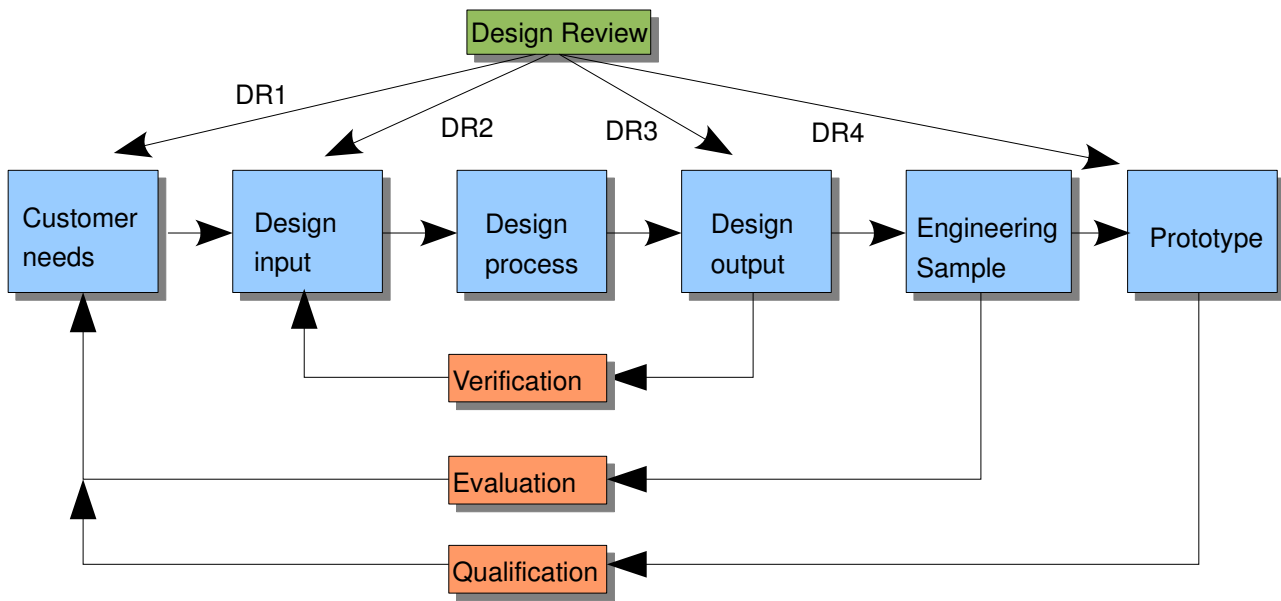 Design Review
DR1
DR2
DR3
DR4
Customer
needs
Design
input
Design
process
Design
output
Engineering
Sample
Prototype
Verification
Evaluation
Qualification